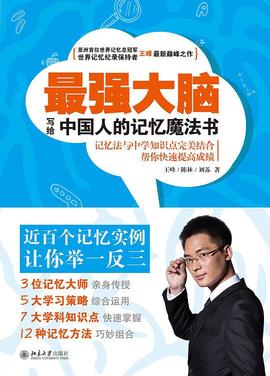 亚洲首位世界记忆总冠军
世界记忆纪录保持者 王峰 最新巅峰之作
最强大脑
写给
中国人的记忆魔法书
记忆法与中学知识点完美结合
帮你快速提高成绩
王峰／陈林／刘苏 著
近百个记忆实例
让你举一反三
3位记忆大师 亲身传授
5大学习策略 综合运用
7大学科知识点 快速掌握
12种记忆方法 巧妙组合
北京大学出版社